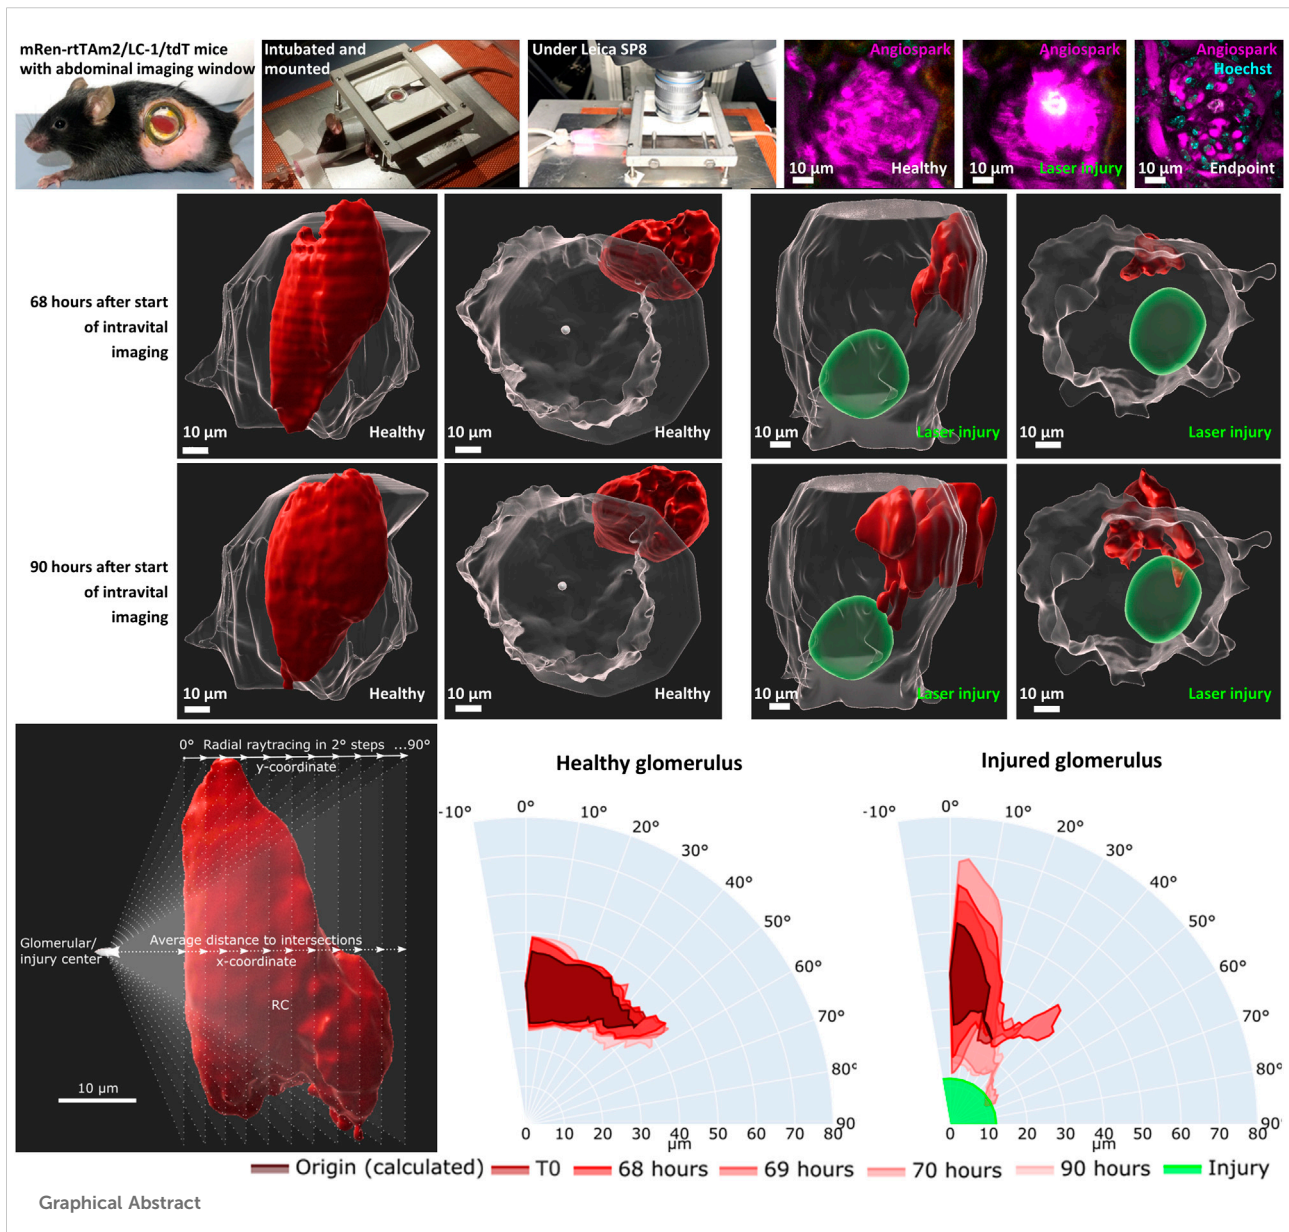 mRen-rtTAm2/LC-1/tdT mice
with abdominal imaging window
Intubated and
mounted
Under Leica SP8
Angiospark
10 µm
Healthy
Angiospark
10 µm
Laser injury
Angiospark
Hoechst
10 µm
Endpoint
68 hours after start
of intravital
imaging
10 µm
Healthy
10 µm
Healthy
10 µm
Laser injury
10 µm
Laser injury
90 hours after start
of intravital
imaging
10 µm
Healthy
10 µm
Healthy
10 µm
Laser injury
10 µm
Laser injury
0° Radial raytracing in 2° steps ...90°
y-coordinate
Glomerular/
injury center
Average distance to intersections
x-coordinate
RC
10 µm
Healthy glomerulus
-10°
0°
10°
20°
30°
40°
50°
60°
70°
80°
90
0 10 20 30 40 50 60 70 80
µm
Injured glomerulus
-10°
0°
10°
20°
30°
40°
50°
60°
70°
80°
90°
0 10 20 30 40 50 60 70 80
µm
Origin (calculated) T0 68 hours 69 hours 70 hours 90 hours Injury
Graphical Abstract